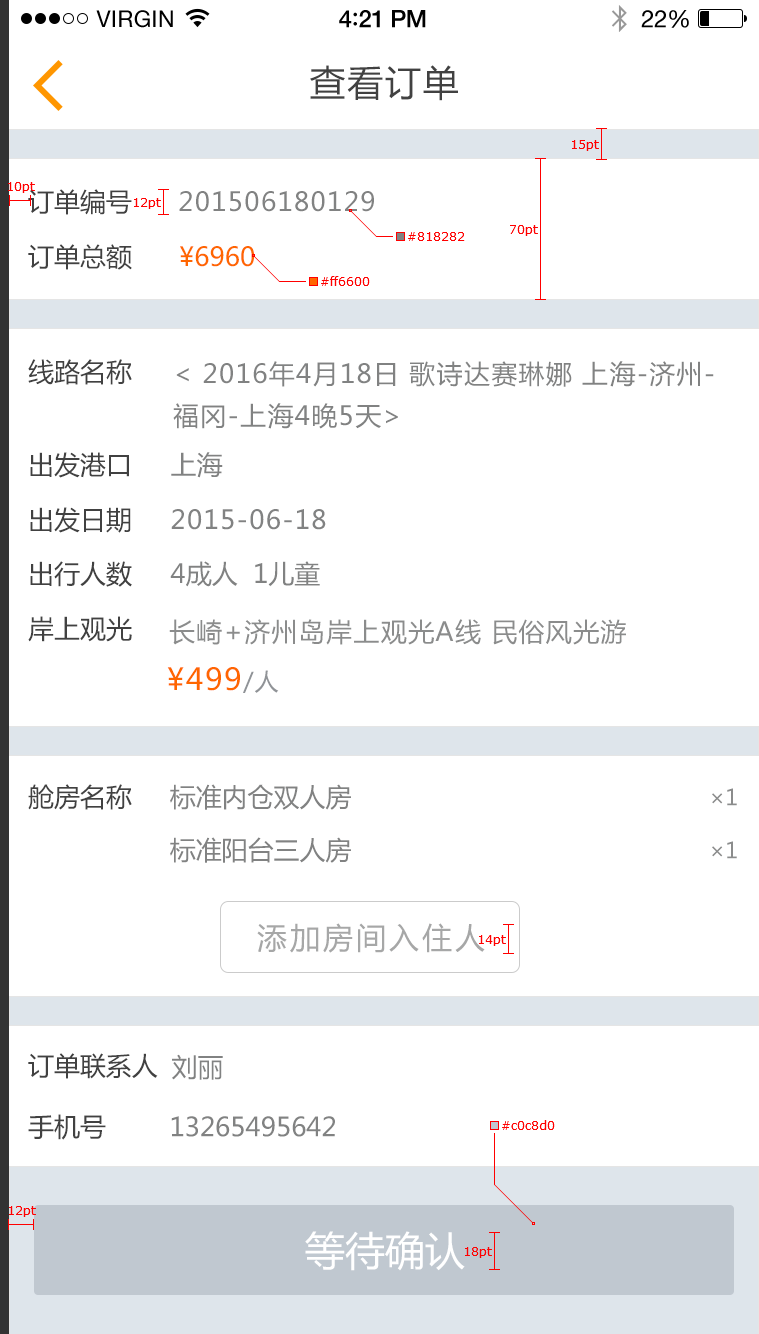 VIRGIN 4:21 PM 22%
查看订单
15pt
10pt
订单编号 12pt 201506180129
70pt
#818282
订单总额 ¥6960
#ff6600
线路名称 < 2016年4月18日 歌诗达赛琳娜 上海-济州-
福冈-上海4晚5天>
出发港口 上海
出发日期 2015-06-18
出行人数 4成人 1儿童
岸上观光 长崎+济州岛岸上观光A线 民俗风光游
¥499/人
舱房名称 标准内仓双人房 ×1
标准阳台三人房 ×1
添加房间入住人 14pt
订单联系人 刘丽
手机号 13265495642
#c0c8d0
12pt
等待确认 18pt